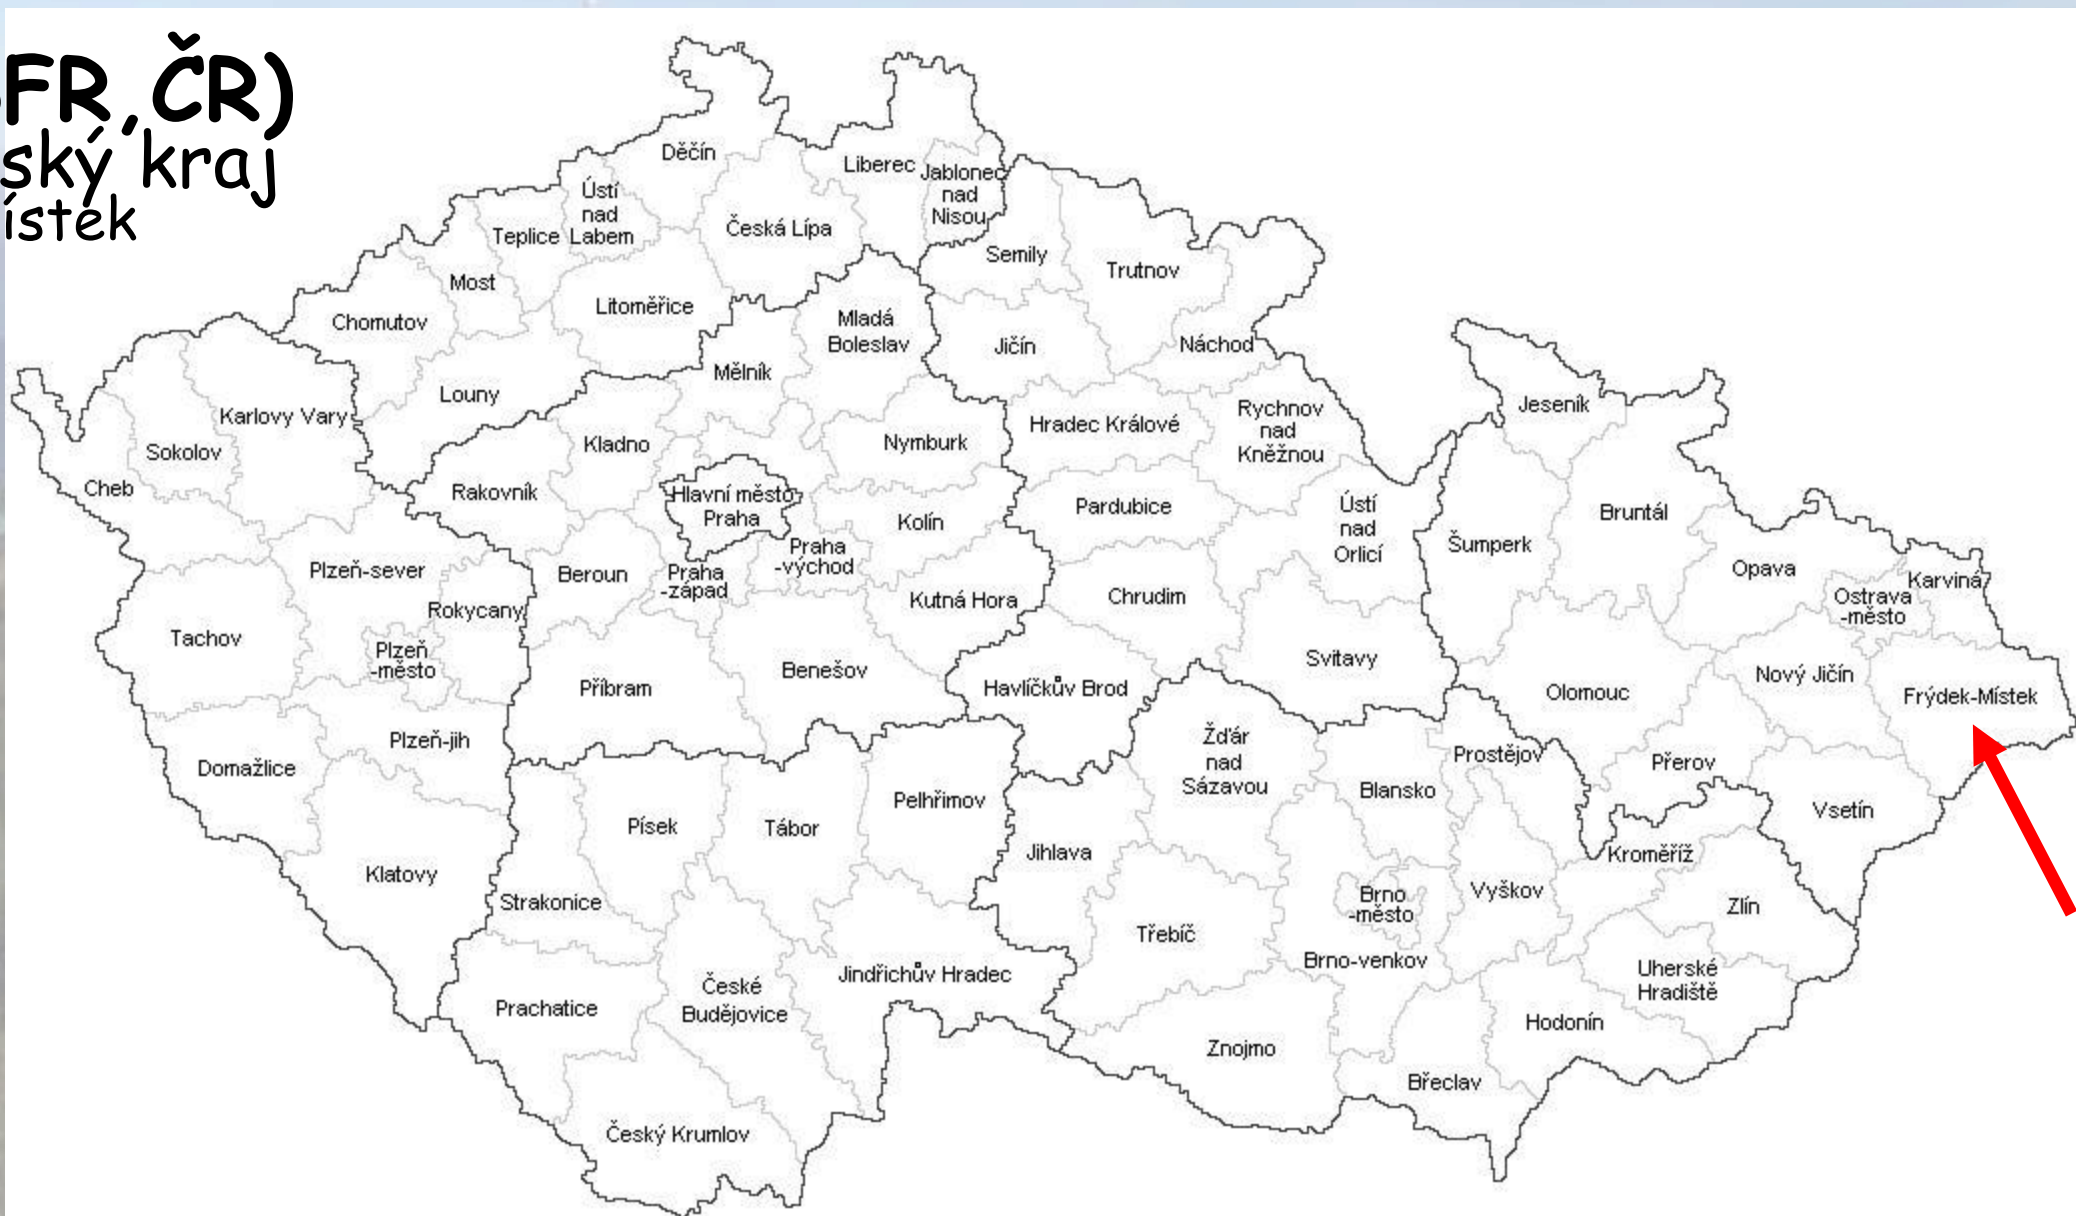 FR,ČR)
ský kraj
ístek
Děčín
Liberec
Jablonec
nad
Nisou
Ústí
nad
Labem
Teplice
Česká Lípa
Semily
Trutnov
Most
Litoměřice
Chomutov
Mladá
Boleslav
Jičín
Náchod
Mělník
Louny
Karlovy Vary
Jeseník
Sokolov
Kladno
Nymburk
Hradec Králové
Rychnov
nad
Kněžnou
Cheb
Rakovník
Hlavní město
Praha
Kolín
Pardubice
Ústí
nad
Orlicí
Šumperk
Bruntál
Plzeň-sever
Beroun
Praha
-západ
Praha
-východ
Opava
Karviná
Ostrava
-město
Rokycany
Kutná Hora
Chrudim
Tachov
Plzeň
-město
Příbram
Benešov
Havlíčkův Brod
Svitavy
Olomouc
Nový Jičín
Frýdek-Místek
Domažlice
Plzeň-jih
Žďár
nad
Sázavou
Prostějov
Přerov
Pelhřimov
Blansko
Vsetín
Písek
Tábor
Jihlava
Kroměříž
Klatovy
Strakonice
Brno
-město
Vyškov
Zlín
Třebíč
Brno-venkov
Jindřichův Hradec
Uherské
Hradiště
Prachatice
České
Budějovice
Hodonín
Znojmo
Břeclav
Český Krumlov